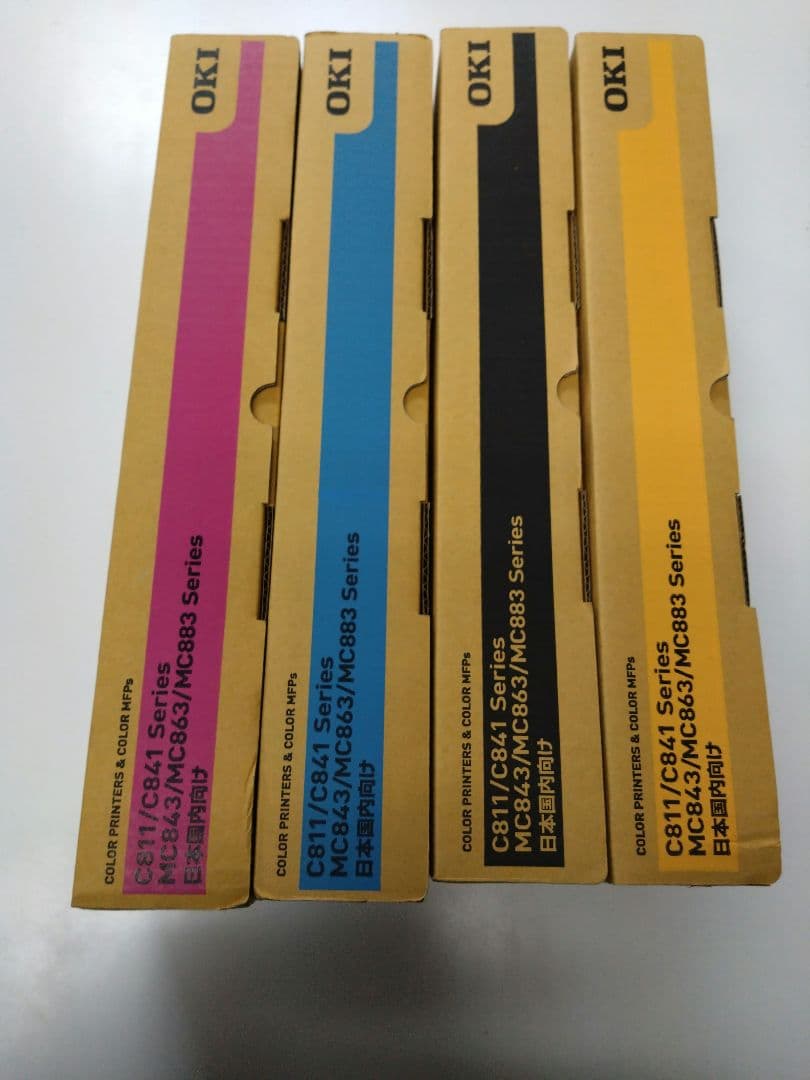 OKI
COLOR PRINTERS & COLOR MFPs
C811/C841 Series
MC843/MC863/MC883 Series
日本国内向け
OKI
COLOR PRINTERS & COLOR MFPs
C811/C841 Series
MC843/MC863/MC883 Series
日本国内向け
OKI
COLOR PRINTERS & COLOR MFPs
C811/C841 Series
MC843/MC863/MC883 Series
日本国内向け
OKI
COLOR PRINTERS & COLOR MFPs
C811/C841 Series
MC843/MC863/MC883 Series
日本国内向け